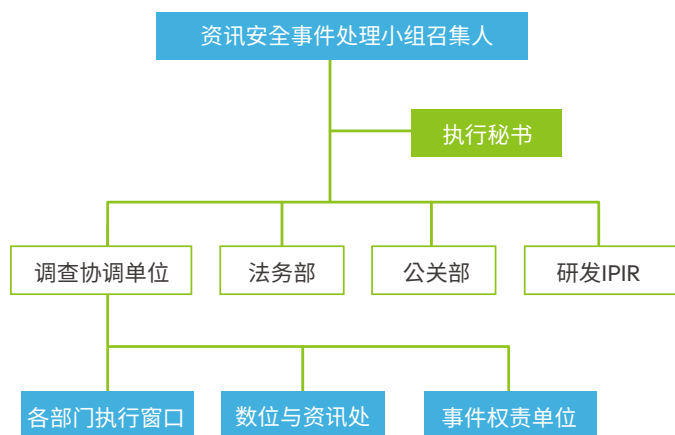 资讯安全事件处理小组召集人
执行秘书
调查协调单位
法务部
公关部
研发IPIR
各部门执行窗口
数位与资讯处
事件权责单位